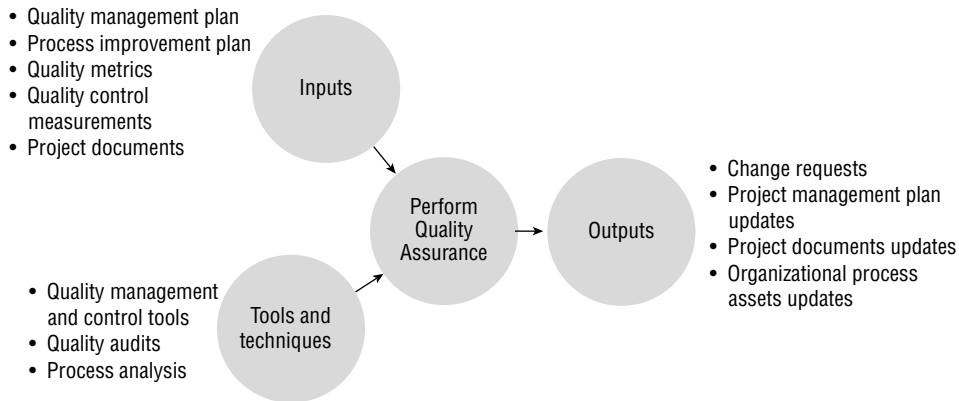 • Quality management plan
• Process improvement plan
• Quality metrics
• Quality control
measurements
• Project documents
Inputs
Perform
Quality
Assurance
Outputs
• Change requests
• Project management plan
updates
• Project documents updates
• Organizational process
assets updates
• Quality management
and control tools
• Quality audits
• Process analysis
Tools and
techniques